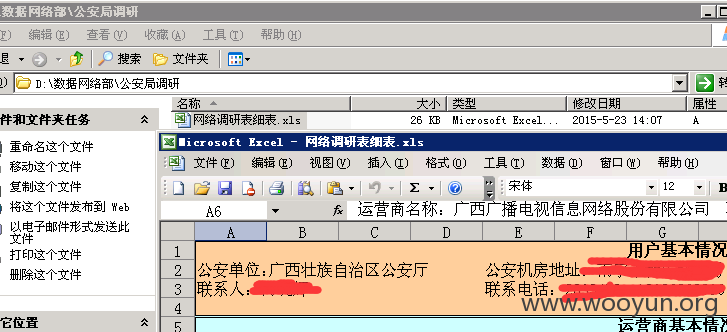 数据网络部\公安局调研
(F) 编辑(E) 查看(V) 收藏(A) 工具(T) 帮助(H)
退 搜索 文件夹
D:\数据网络部\公安局调研 转
名称 大小 类型 修改日期 属性
网络调研表细表.xls 26 KB Microsoft Excel... 2015-5-23 14:07 A
件和文件夹任务
重命名这个文件
移动这个文件
复制这个文件
将这个文件发布到 Web
以电子邮件形式发送此
文件
打印这个文件
删除这个文件
它位置
Microsoft Excel - 网络调研表细表.xls
文件(F) 编辑(E) 视图(V) 插入(I) 格式(O) 工具(T) 数据(D) 窗口(W) 帮助(H)
Σ 宋体 12 B
A6 fx 运营商名称: 广西广播电视信息网络股份有限公司
A B C D E F G
1 用户基本情况
2 公安单位:广西壮族自治区公安厅 公安机房地址:
3 联系人: 联系电话:
4
5 运营商基本情
www.wooyun.org